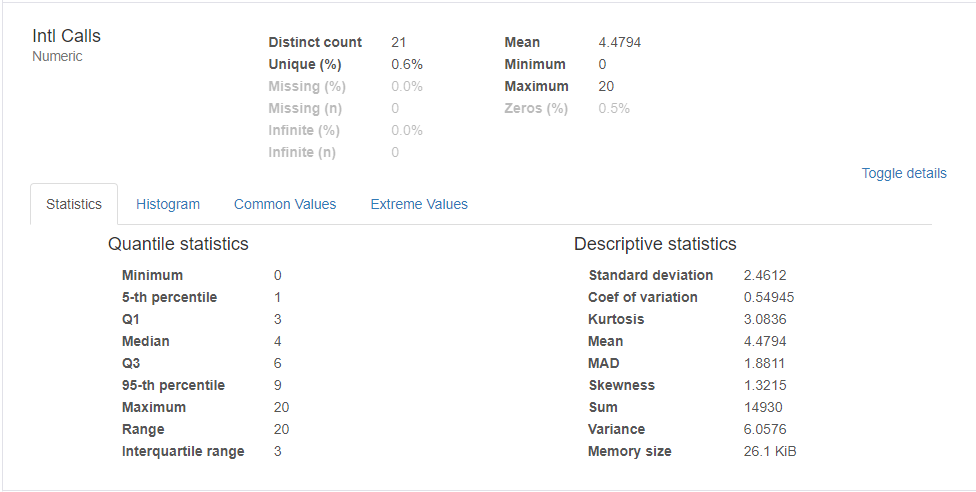 Intl Calls
Numeric
Distinct count 21
Unique (%) 0.6%
Missing (%) 0.0%
Missing (n) 0
Infinite (%) 0.0%
Infinite (n) 0
Mean 4.4794
Minimum 0
Maximum 20
Zeros (%) 0.5%
Toggle details
Statistics Histogram Common Values Extreme Values
Quantile statistics
Minimum 0
5-th percentile 1
Q1 3
Median 4
Q3 6
95-th percentile 9
Maximum 20
Range 20
Interquartile range 3
Descriptive statistics
Standard deviation 2.4612
Coef of variation 0.54945
Kurtosis 3.0836
Mean 4.4794
MAD 1.8811
Skewness 1.3215
Sum 14930
Variance 6.0576
Memory size 26.1 KiB